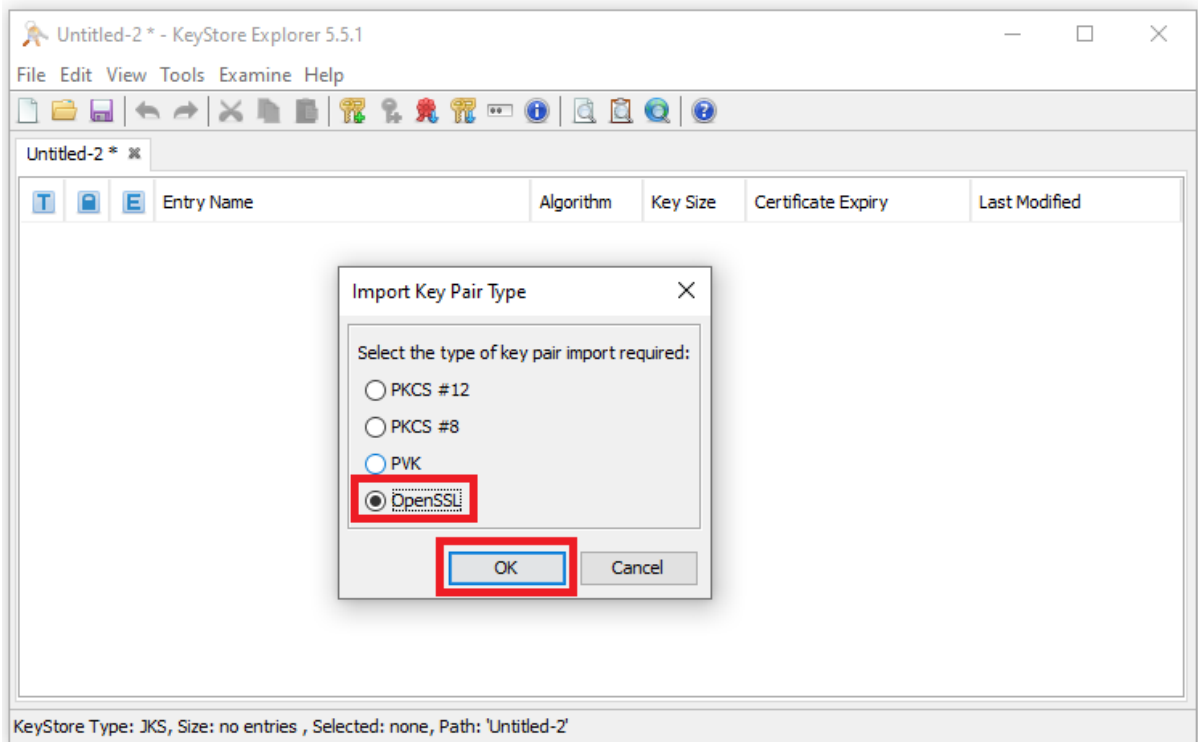 Untitled-2 * - KeyStore Explorer 5.5.1
File Edit View Tools Examine Help
Untitled-2 *
T E Entry Name Algorithm Key Size Certificate Expiry Last Modified
Import Key Pair Type
Select the type of key pair import required:
PKCS #12
PKCS #8
PVK
OpenSSL
OK Cancel
KeyStore Type: JKS, Size: no entries , Selected: none, Path: 'Untitled-2'